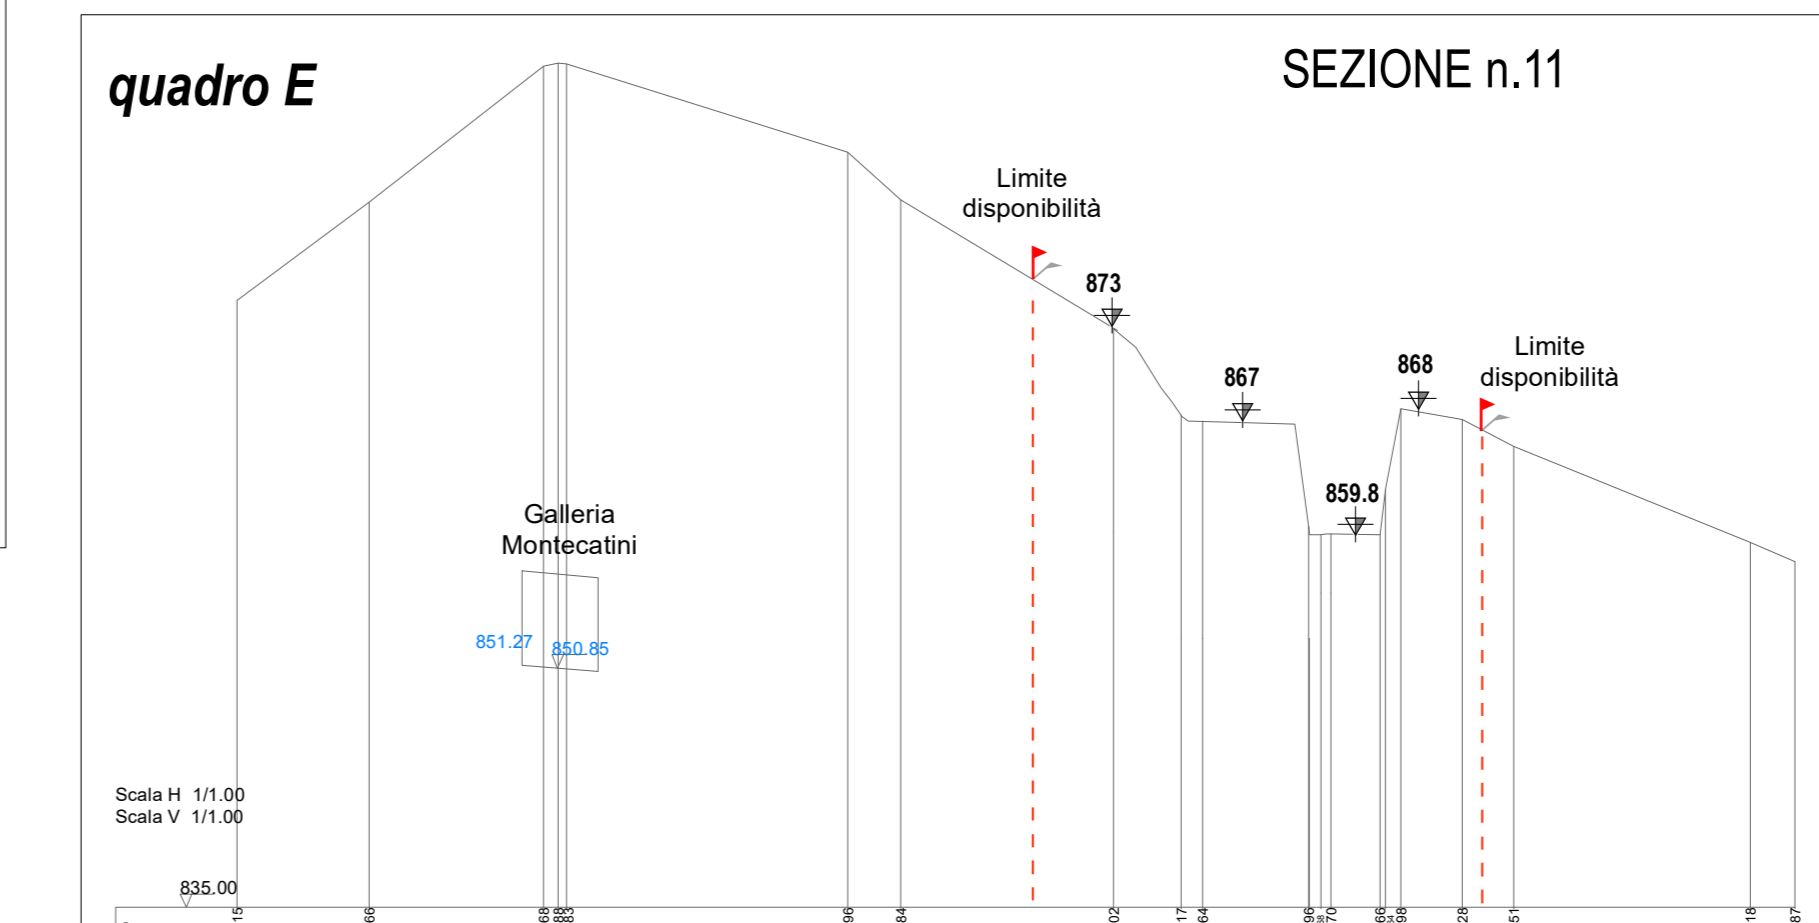 quadro E
SEZIONE n.11
Limite
disponibilità
873
867
868
Limite
disponibilità
859.8
Galleria
Montecatini
851.27
850.85
Scala H 1/1.00
Scala V 1/1.00
835.00
15
66
68
88
83
96
84
02
17
64
96
98
70
66
34
98
28
51
18
87